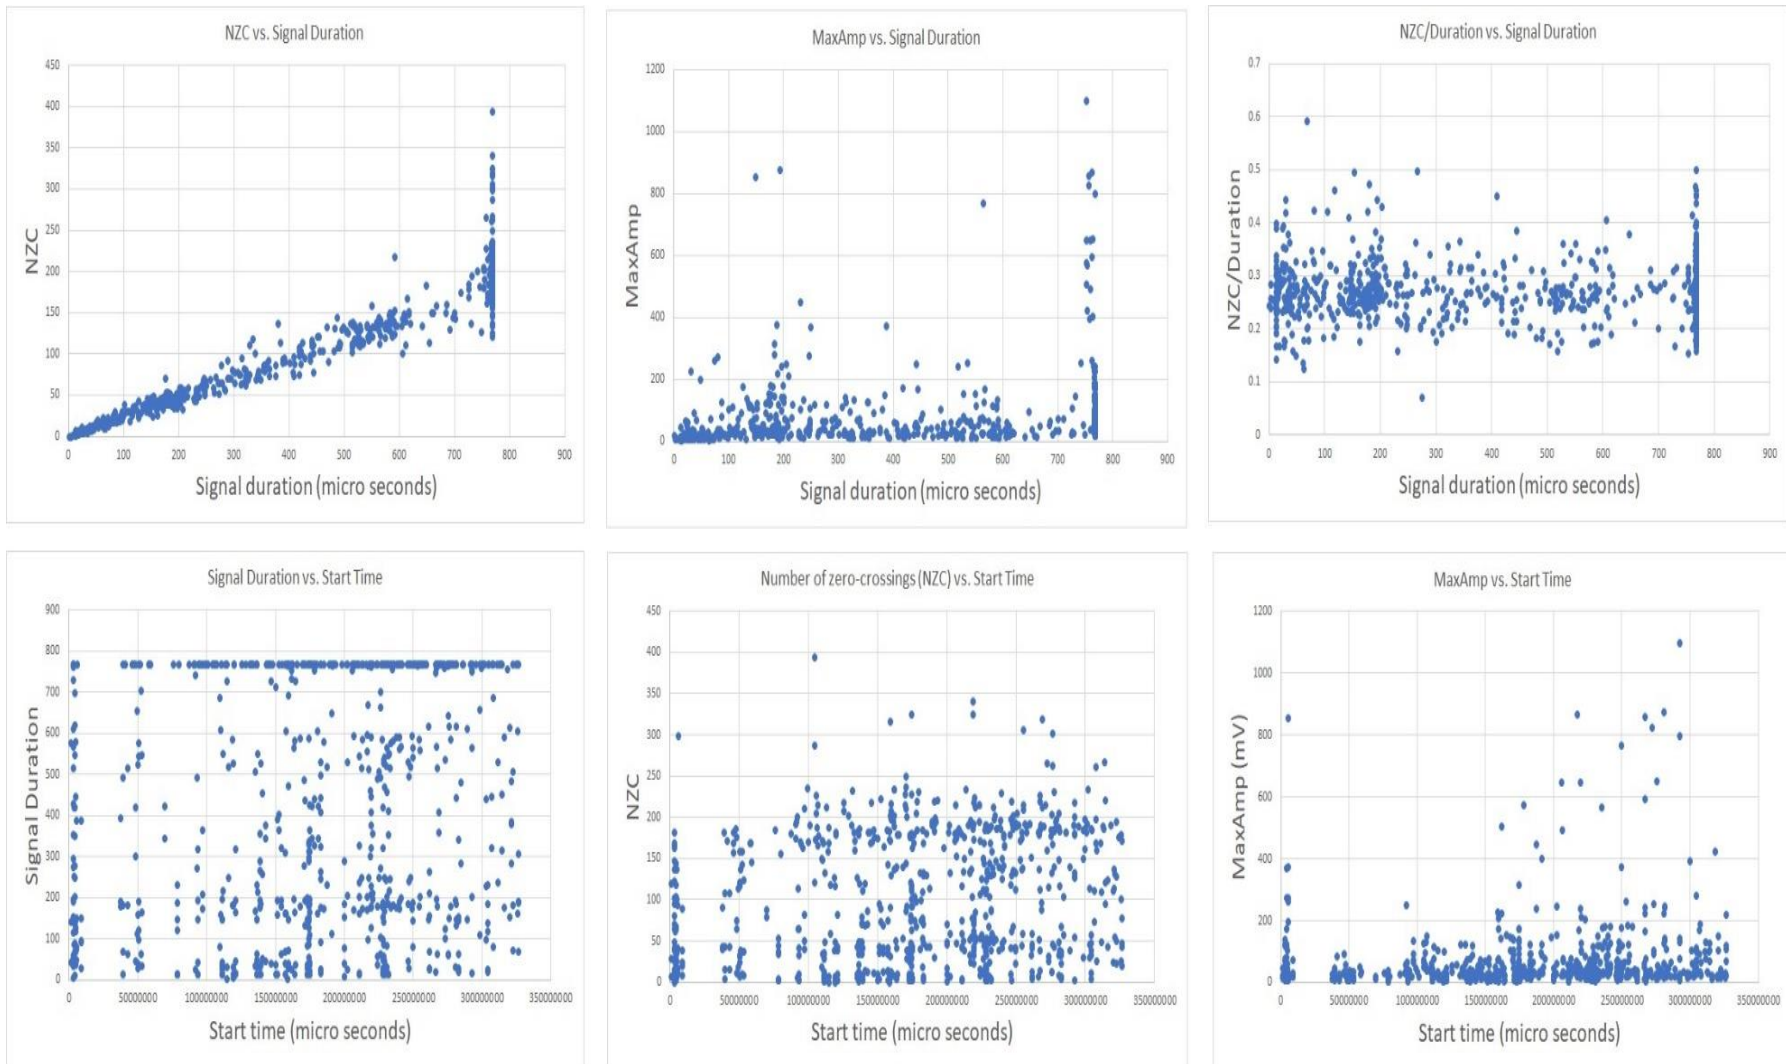 NZC vs. Signal Duration
450
400
350
300
250
200
150
100
50
0
NZC
0 100 200 300 400 500 600 700 800 900
Signal duration (micro seconds)
MaxAmp vs. Signal Duration
1200
1000
800
600
400
200
0
MaxAmp
0 100 200 300 400 500 600 700 800 900
Signal duration (micro seconds)
NZC/Duration vs. Signal Duration
0.7
0.6
0.5
0.4
0.3
0.2
0.1
0
NZC/Duration
0 100 200 300 400 500 600 700 800 900
Signal duration (micro seconds)
Signal Duration vs. Start Time
900
800
700
600
500
400
300
200
100
0
Signal Duration
0 50000000 100000000 150000000 200000000 250000000 300000000 350000000
Start time (micro seconds)
Number of zero-crossings (NZC) vs. Start Time
450
400
350
300
250
200
150
100
50
0
NZC
0 50000000 100000000 150000000 200000000 250000000 300000000 350000000
Start time (micro seconds)
MaxAmp vs. Start Time
1200
1000
800
600
400
200
0
MaxAmp (mV)
0 50000000 100000000 150000000 200000000 250000000 300000000 350000000
Start time (micro seconds)